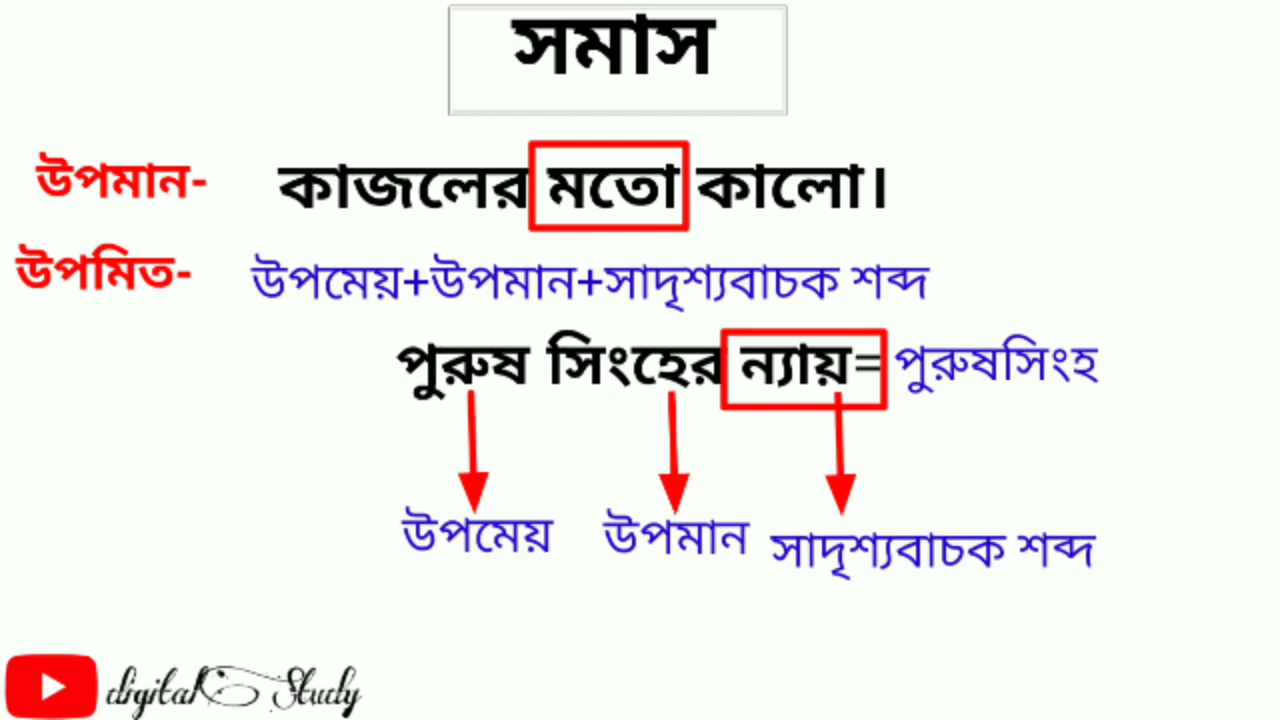 সমাস
উপমান- কাজলের মতো কালো।
উপমিত- উপমেয়+উপমান+সাদৃশ্যবাচক শব্দ
পুরুষ সিংহের ন্যায়= পুরুষসিংহ
উপমেয় উপমান সাদৃশ্যবাচক শব্দ
digital Study